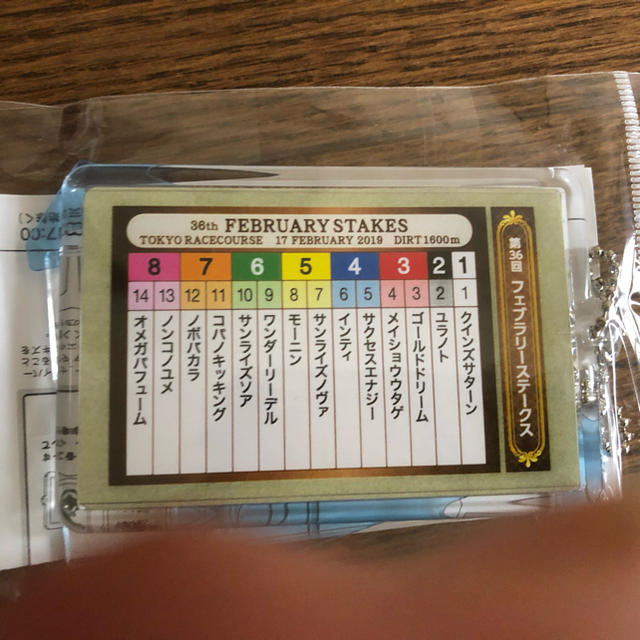 36th FEBRUARY STAKES
TOKYO RACECOURSE 17 FEBRUARY 2019 DIRT 1600m
第36回 フェブラリーステークス
8 7 6 5 4 3 2 1
14 13 12 11 10 9 8 7 6 5 4 3 2 1
クインズサターン
ユラノト
ゴールドドリーム
メイショウウタゲ
サクセスエナジー
インティ
サンライズノヴァ
モーニン
ワンダーリーデル
サンライズソア
コパノキッキング
ノボバカラ
ノンコノユメ
オメガパフューム
17:00